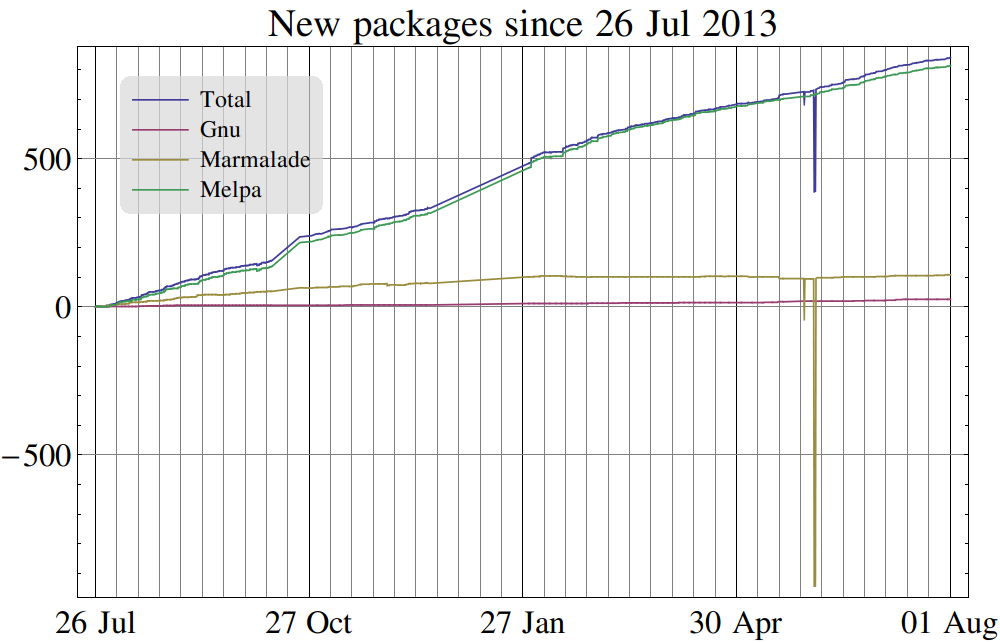 New packages since 26 Jul 2013
Total
Gnu
Marmalade
Melpa
500
0
−500
26 Jul
27 Oct
27 Jan
30 Apr
01 Aug